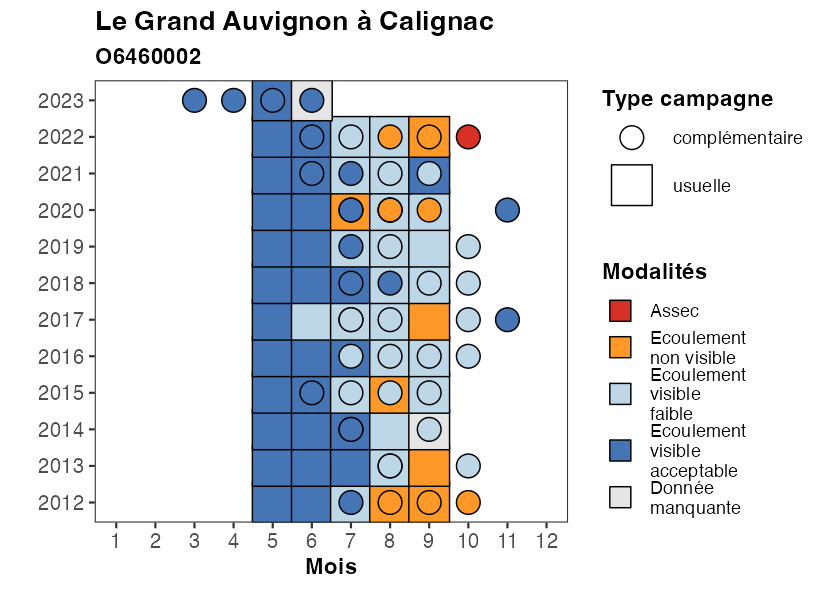 Le Grand Auvignon à Calignac
O6460002
2023
2022
2021
2020
2019
2018
2017
2016
2015
2014
2013
2012
1 2 3 4 5 6 7 8 9 10 11 12
Mois
Type campagne
complémentaire
usuelle
Modalités
Assec
Ecoulement
non visible
Ecoulement
visible
faible
Ecoulement
visible
acceptable
Donnée
manquante